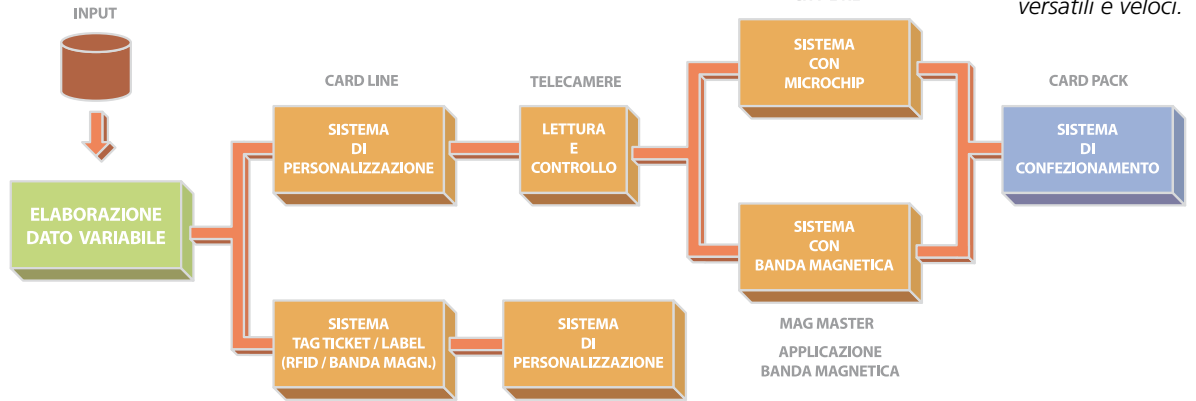 versatili e veloci.
INPUT
SISTEMA
CON
MICROCHIP
CARD LINE
TELECAMERE
CARD PACK
SISTEMA
DI
PERSONALIZZAZIONE
LETTURA
E
CONTROLLO
SISTEMA
DI
CONFEZIONAMENTO
ELABORAZIONE
DATO VARIABILE
SISTEMA
CON
BANDA MAGNETICA
SISTEMA
TAG TICKET / LABEL
(RFID / BANDA MAGN.)
SISTEMA
DI
PERSONALIZZAZIONE
MAG MASTER
APPLICAZIONE
BANDA MAGNETICA